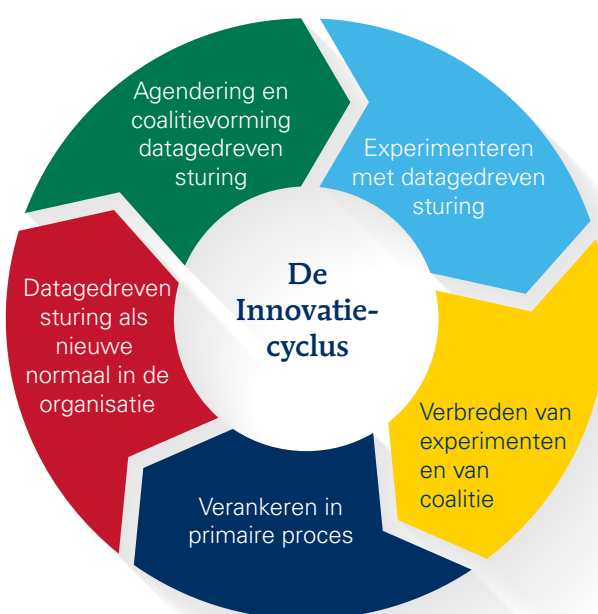 Agendering en
coalitievorming
datagedreven
sturing
Experimenteren
met datagedreven
sturing
Verbreden van
experimenten
en van
coalitie
Verankeren in
primaire proces
Datagedreven
sturing als
nieuwe
normaal in de
organisatie
De
Innovatie-
cyclus